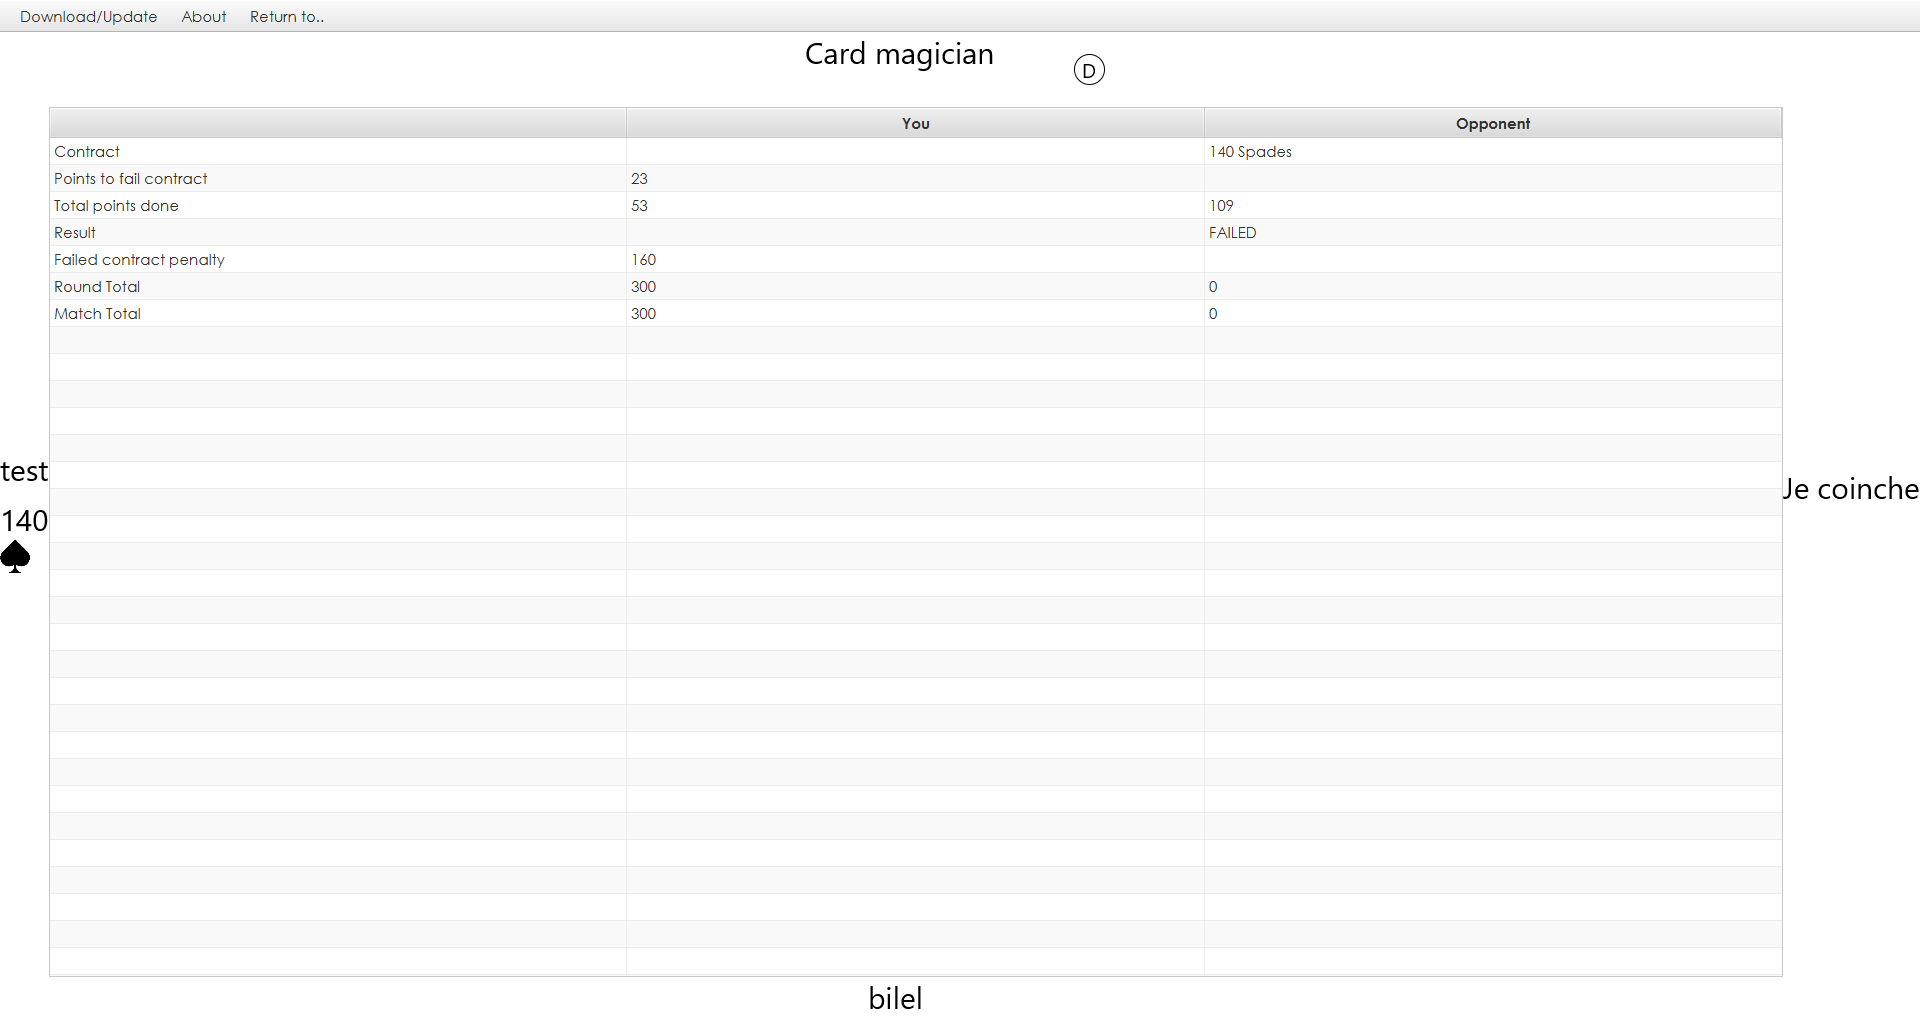 Download/Update About Return to..
Card magician
D
You Opponent
Contract 140 Spades
Points to fail contract 23
Total points done 53 109
Result FAILED
Failed contract penalty 160
Round Total 300 0
Match Total 300 0
test
140
Je coinche
bilel